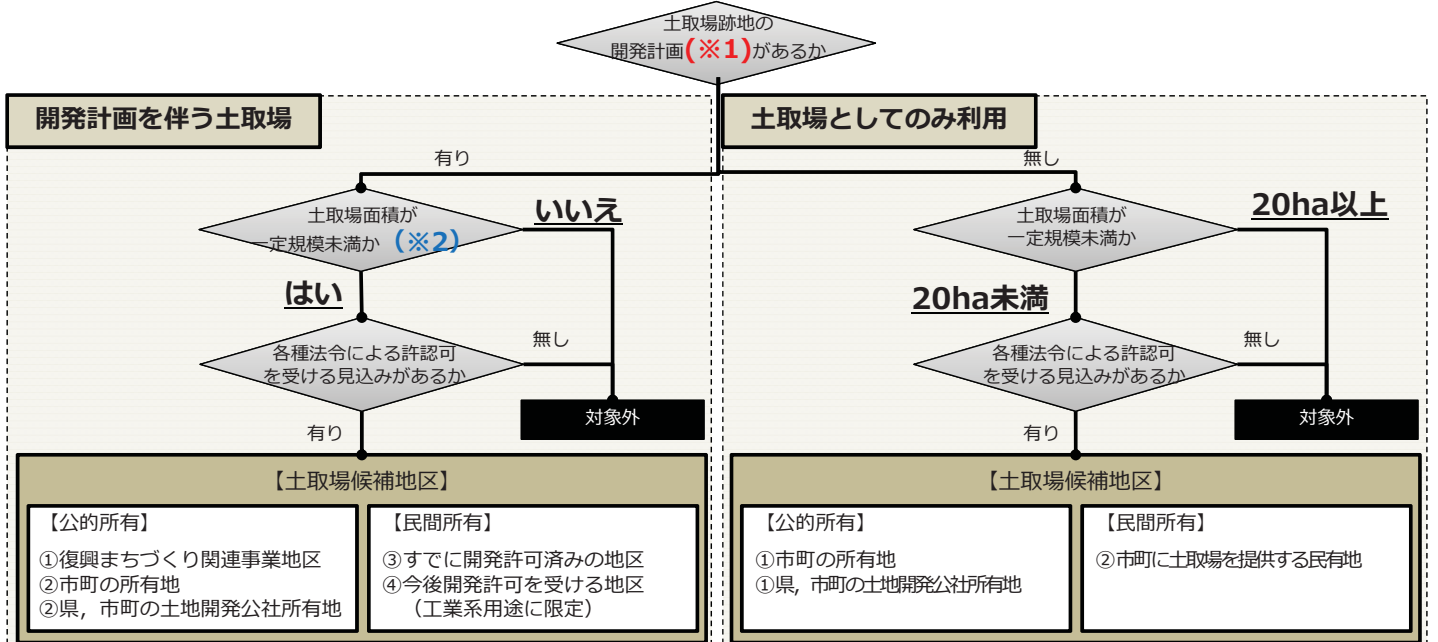 土取場跡地の
開発計画(※1)があるか
開発計画を伴う土取場
有り
土取場面積が
一定規模未満か(※2)
いいえ
はい
各種法令による許認可
を受ける見込みがあるか
無し
対象外
有り
【土取場候補地区】
【公的所有】
①復興まちづくり関連事業地区
②市町の所有地
②県，市町の土地開発公社所有地
【民間所有】
③すでに開発許可済みの地区
④今後開発許可を受ける地区
（工業系用途に限定）
土取場としてのみ利用
無し
土取場面積が
一定規模未満か
20ha以上
20ha未満
各種法令による許認可
を受ける見込みがあるか
無し
対象外
有り
【土取場候補地区】
【公的所有】
①市町の所有地
①県，市町の土地開発公社所有地
【民間所有】
②市町に土取場を提供する民有地